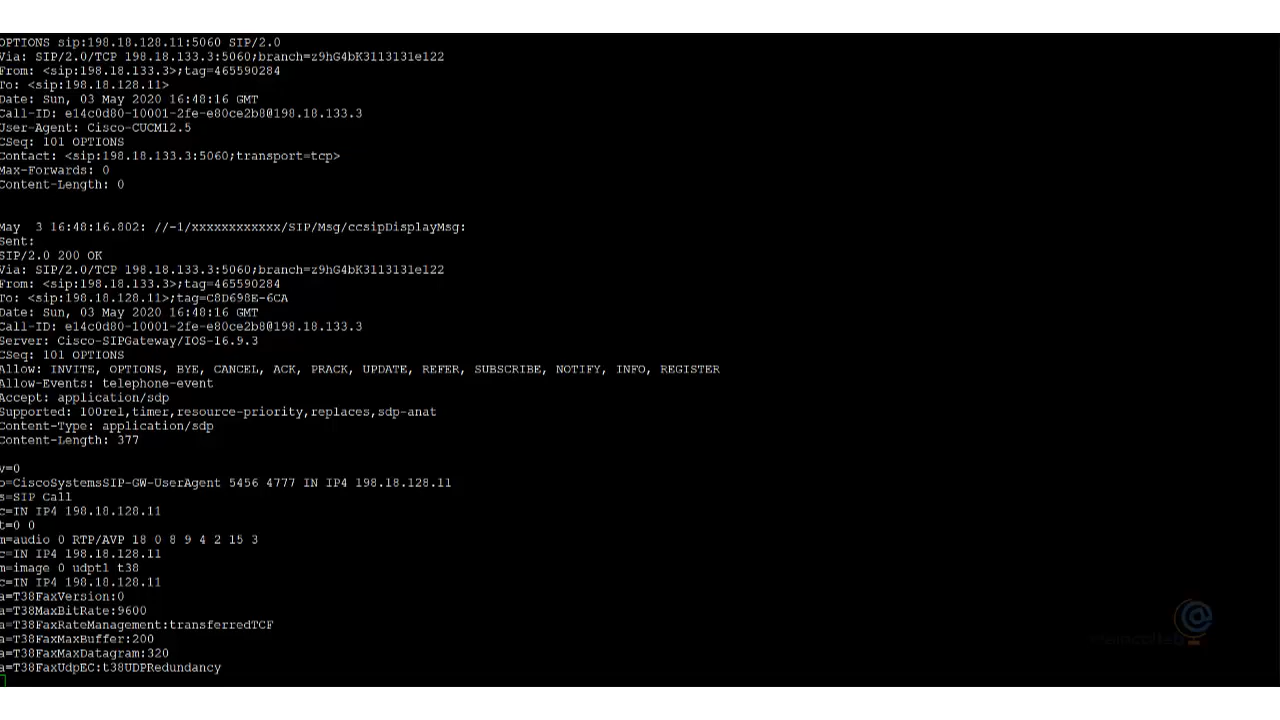 OPTIONS sip:198.18.128.11:5060 SIP/2.0
Via: SIP/2.0/TCP 198.18.133.3:5060;branch=z9hG4bK3113131e122
From: <sip:198.18.133.3>;tag=465590284
To: <sip:198.18.128.11>
Date: Sun, 03 May 2020 16:48:16 GMT
Call-ID: e14c0d80-10001-2fe-e80ce2b8@198.18.133.3
User-Agent: Cisco-CUCM12.5
CSeq: 101 OPTIONS
Contact: <sip:198.18.133.3:5060;transport=tcp>
Max-Forwards: 0
Content-Length: 0
May  3 16:48:16.802: //-1/xxxxxxxxxxxx/SIP/Msg/ccsipDisplayMsg:
Sent:
SIP/2.0 200 OK
Via: SIP/2.0/TCP 198.18.133.3:5060;branch=z9hG4bK3113131e122
From: <sip:198.18.133.3>;tag=465590284
To: <sip:198.18.128.11>;tag=C8D698E-6CA
Date: Sun, 03 May 2020 16:48:16 GMT
Call-ID: e14c0d80-10001-2fe-e80ce2b8@198.18.133.3
Server: Cisco-SIPGateway/IOS-16.9.3
CSeq: 101 OPTIONS
Allow: INVITE, OPTIONS, BYE, CANCEL, ACK, PRACK, UPDATE, REFER, SUBSCRIBE, NOTIFY, INFO, REGISTER
Allow-Events: telephone-event
Accept: application/sdp
Supported: 100rel,timer,resource-priority,replaces,sdp-anat
Content-Type: application/sdp
Content-Length: 377
v=0
o=CiscoSystemsSIP-GW-UserAgent 5456 4777 IN IP4 198.18.128.11
s=SIP Call
c=IN IP4 198.18.128.11
t=0 0
m=audio 0 RTP/AVP 18 0 8 9 4 2 15 3
c=IN IP4 198.18.128.11
m=image 0 udptl t38
c=IN IP4 198.18.128.11
a=T38FaxVersion:0
a=T38MaxBitRate:9600
a=T38FaxRateManagement:transferredTCF
a=T38FaxMaxBuffer:200
a=T38FaxMaxDatagram:320
a=T38FaxUdpEC:t38UDPRedundancy